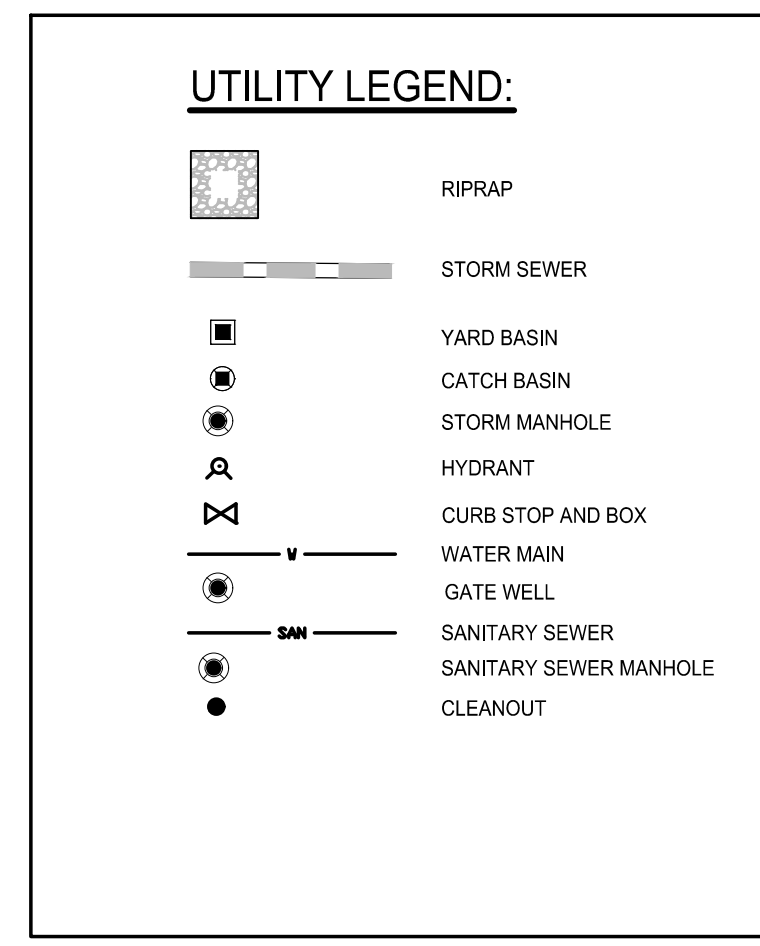 UTILITY LEGEND:
RIPRAP
STORM SEWER
YARD BASIN
CATCH BASIN
STORM MANHOLE
HYDRANT
CURB STOP AND BOX
W WATER MAIN
GATE WELL
SAN SANITARY SEWER
SANITARY SEWER MANHOLE
CLEANOUT